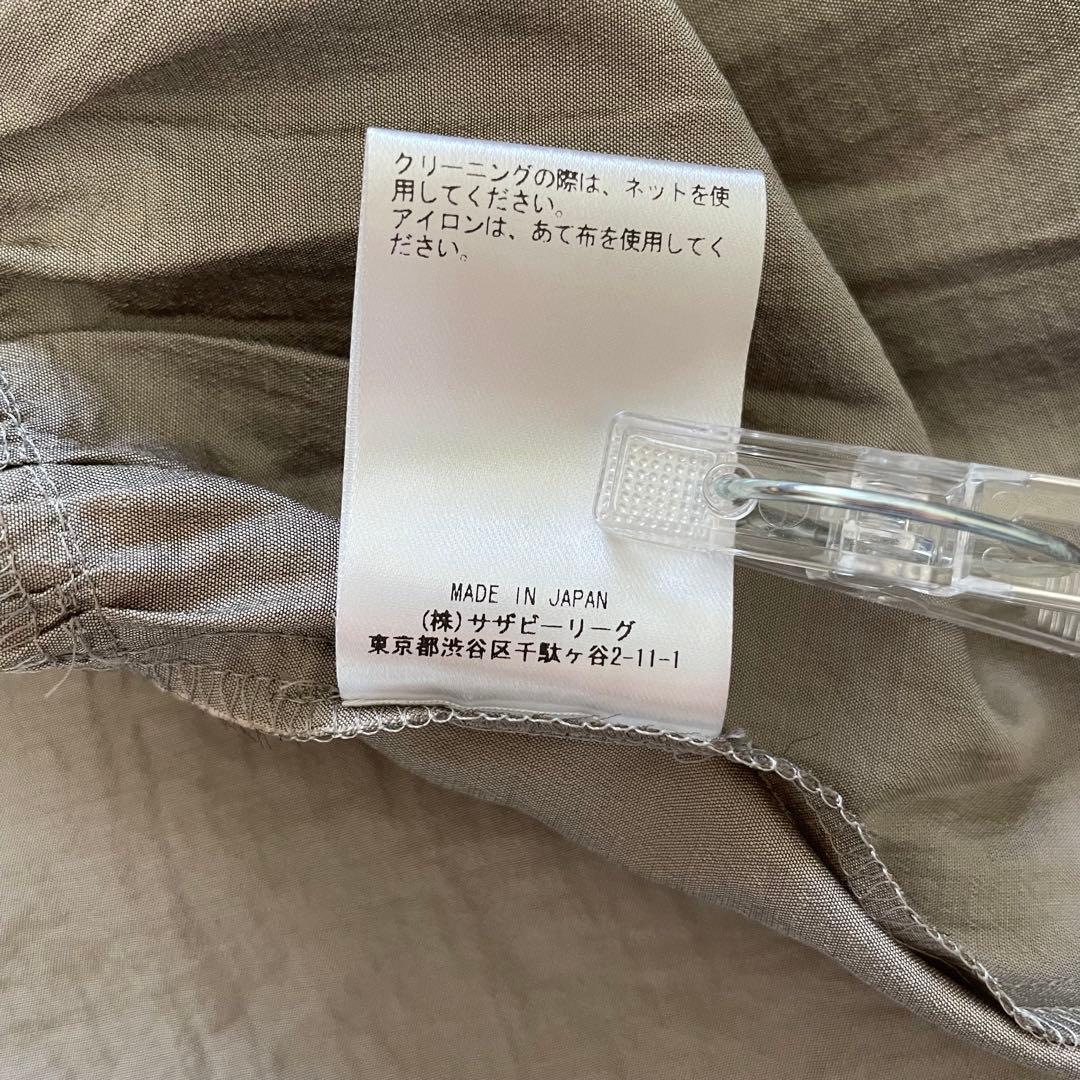 クリーニングの際は、ネットを使
用してください。
アイロンは、あて布を使用してく
ださい。
MADE IN JAPAN
(株)サザビーリーグ
東京都渋谷区千駄ヶ谷2-11-1